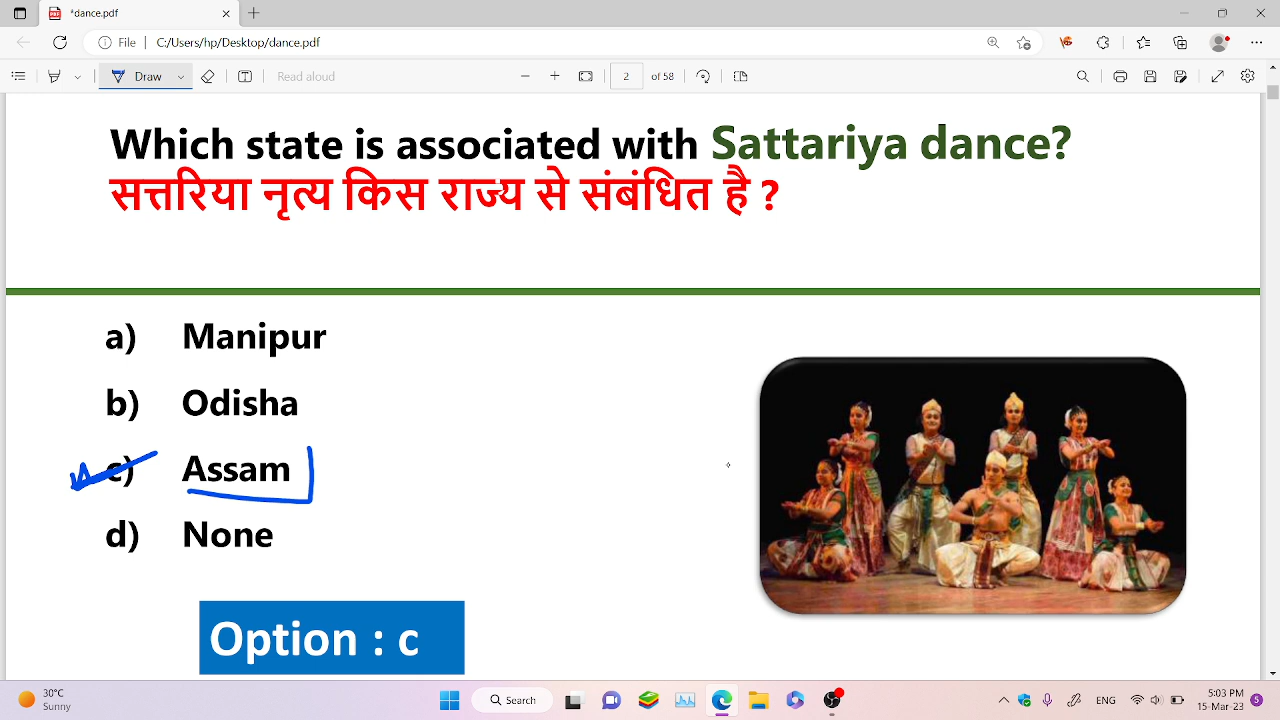 *dance.pdf
File C:/Users/hp/Desktop/dance.pdf
Draw Read aloud 2 of 58
Which state is associated with Sattariya dance?
सत्तरिया नृत्य किस राज्य से संबंधित है ?
a) Manipur
b) Odisha
c) Assam
d) None
Option : c
30°C
Sunny
Search
ENG
5:03 PM
15-Mar-23
5